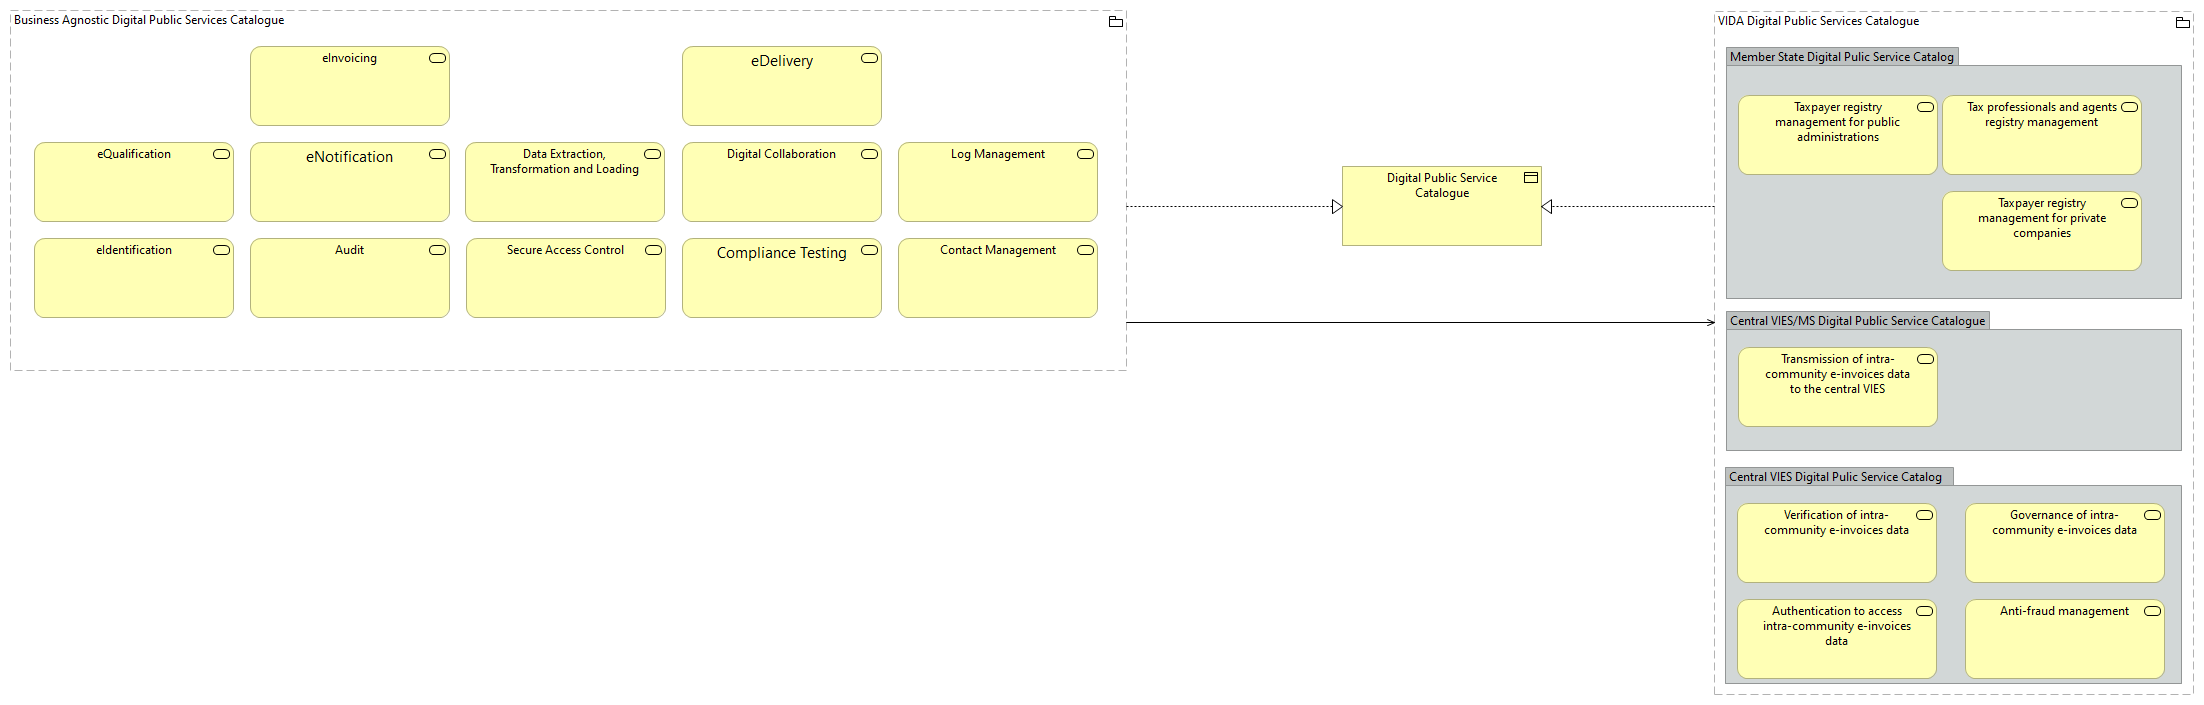 Business Agnostic Digital Public Services Catalogue
eInvoicing
eDelivery
eQualification
eNotification
Data Extraction,
Transformation and Loading
Digital Collaboration
Log Management
eIdentification
Audit
Secure Access Control
Compliance Testing
Contact Management
Digital Public Service
Catalogue
VIDA Digital Public Services Catalogue
Member State Digital Pulic Service Catalog
Taxpayer registry
management for public
administrations
Tax professionals and agents
registry management
Taxpayer registry
management for private
companies
Central VIES/MS Digital Public Service Catalogue
Transmission of intra-
community e-invoices data
to the central VIES
Central VIES Digital Pulic Service Catalog
Verification of intra-
community e-invoices data
Governance of intra-
community e-invoices data
Authentication to access
intra-community e-invoices
data
Anti-fraud management